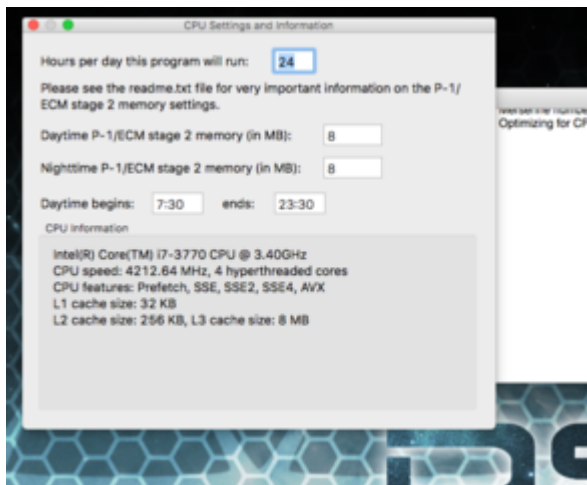 CPU Settings and Information
Hours per day this program will run: 24
Please see the readme.txt file for very important information on the P-1/
ECM stage 2 memory settings.
Daytime P-1/ECM stage 2 memory (in MB): 8
Nighttime P-1/ECM stage 2 memory (in MB): 8
Daytime begins: 7:30 ends: 23:30
CPU Information
Intel(R) Core(TM) i7-3770 CPU @ 3.40GHz
CPU speed: 4212.64 MHz, 4 hyperthreaded cores
CPU features: Prefetch, SSE, SSE2, SSE4, AVX
L1 cache size: 32 KB
L2 cache size: 256 KB, L3 cache size: 8 MB
Mersenne number
Optimizing for CP